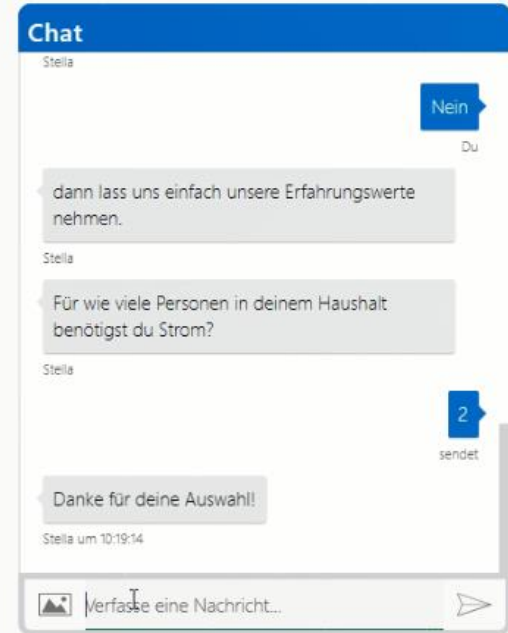 Chat
Stella
Nein
Du
dann lass uns einfach unsere Erfahrungswerte
nehmen.
Stella
Für wie viele Personen in deinem Haushalt
benötigst du Strom?
Stella
2
sendet
Danke für deine Auswahl!
Stella um 10:19:14
Verfasse eine Nachricht...